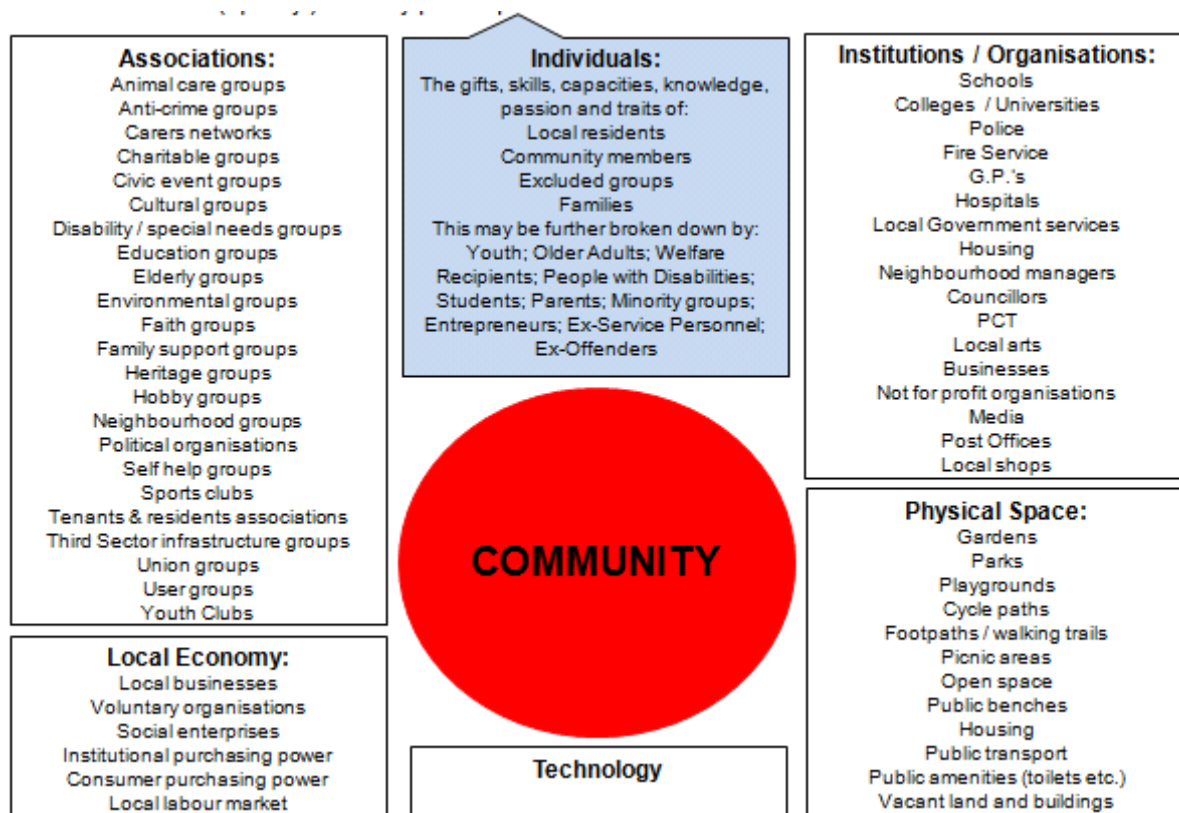 Associations:
Animal care groups
Anti-crime groups
Carers networks
Charitable groups
Civic event groups
Cultural groups
Disability / special needs groups
Education groups
Elderly groups
Environmental groups
Faith groups
Family support groups
Heritage groups
Hobby groups
Neighbourhood groups
Political organisations
Self help groups
Sports clubs
Tenants & residents associations
Third Sector infrastructure groups
Union groups
User groups
Youth Clubs
Individuals:
The gifts, skills, capacities, knowledge,
passion and traits of:
Local residents
Community members
Excluded groups
Families
This may be further broken down by:
Youth; Older Adults; Welfare
Recipients; People with Disabilities;
Students; Parents; Minority groups;
Entrepreneurs; Ex-Service Personnel;
Ex-Offenders
Institutions / Organisations:
Schools
Colleges / Universities
Police
Fire Service
G.P.'s
Hospitals
Local Government services
Housing
Neighbourhood managers
Councillors
PCT
Local arts
Businesses
Not for profit organisations
Media
Post Offices
Local shops
COMMUNITY
Physical Space:
Gardens
Parks
Playgrounds
Cycle paths
Footpaths / walking trails
Picnic areas
Open space
Public benches
Housing
Public transport
Public amenities (toilets etc.)
Vacant land and buildings
Local Economy:
Local businesses
Voluntary organisations
Social enterprises
Institutional purchasing power
Consumer purchasing power
Local labour market
Technology